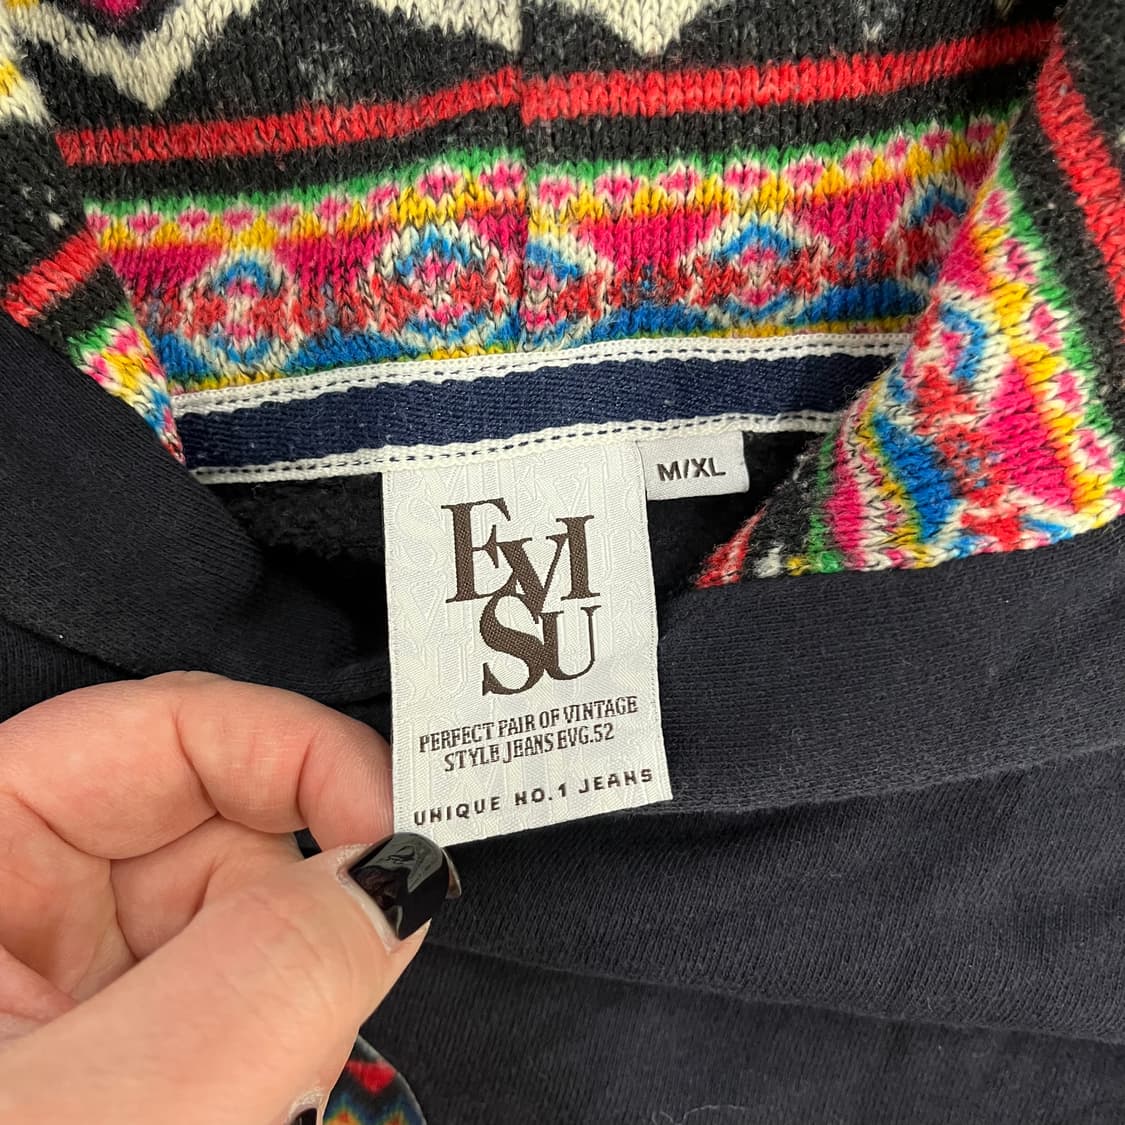 M/XL
EVI
SU
PERFECT PAIR OF VINTAGE
STYLE JEANS EVG.52
UNIQUE NO.1 JEANS